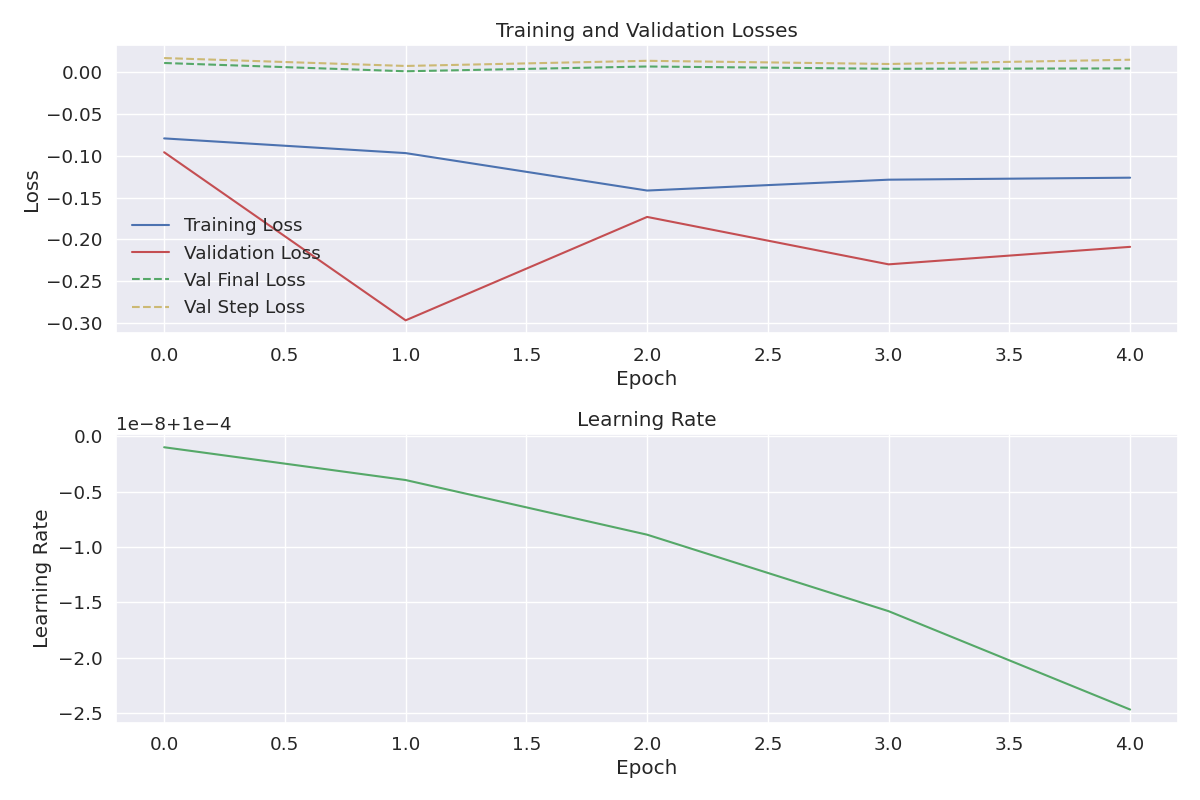 Training and Validation Losses
Loss
0.00
−0.05
−0.10
−0.15
−0.20
−0.25
−0.30
Training Loss
Validation Loss
Val Final Loss
Val Step Loss
0.0 0.5 1.0 1.5 2.0 2.5 3.0 3.5 4.0
Epoch
Learning Rate
1e−8+1e−4
Learning Rate
0.0
−0.5
−1.0
−1.5
−2.0
−2.5
0.0 0.5 1.0 1.5 2.0 2.5 3.0 3.5 4.0
Epoch